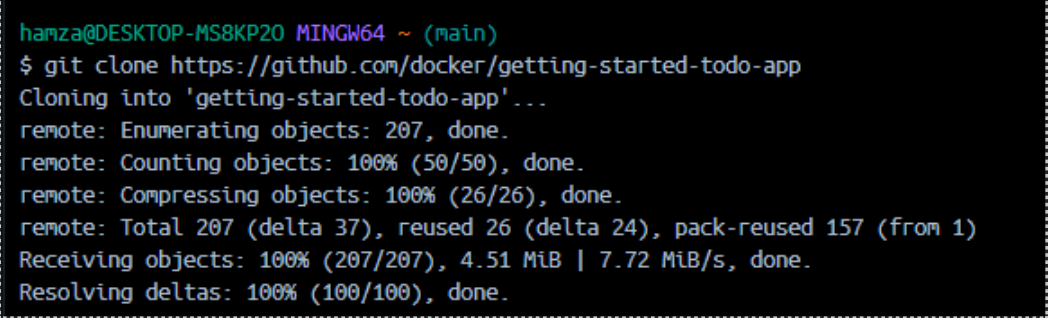 hamza@DESKTOP-MS8KP2O MINGW64 ~ (main)
$ git clone https://github.com/docker/getting-started-todo-app
Cloning into 'getting-started-todo-app'...
remote: Enumerating objects: 207, done.
remote: Counting objects: 100% (50/50), done.
remote: Compressing objects: 100% (26/26), done.
remote: Total 207 (delta 37), reused 26 (delta 24), pack-reused 157 (from 1)
Receiving objects: 100% (207/207), 4.51 MiB | 7.72 MiB/s, done.
Resolving deltas: 100% (100/100), done.